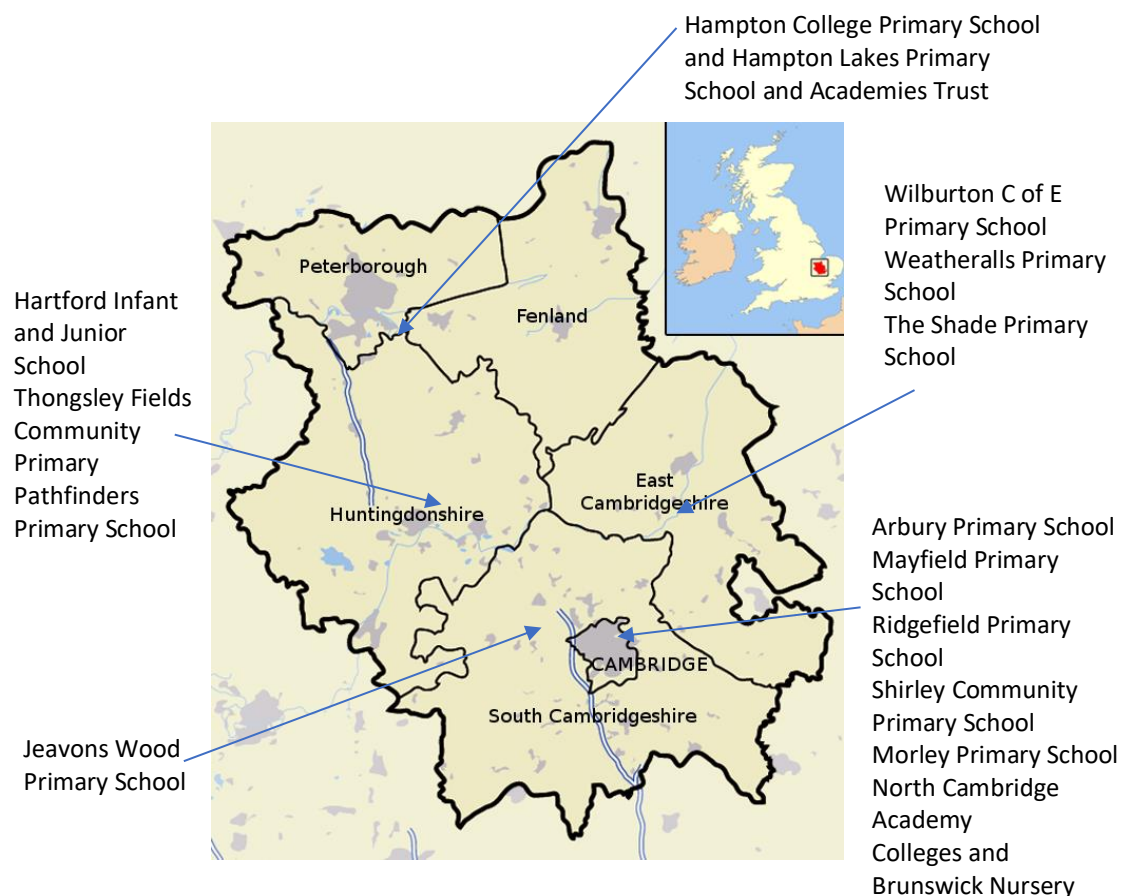 Hampton College Primary School
and Hampton Lakes Primary
School and Academies Trust
Wilburton C of E
Primary School
Weatheralls Primary
School
The Shade Primary
School
Peterborough
Fenland
Hartford Infant
and Junior
School
Thongsley Fields
Community
Primary
Pathfinders
Primary School
East
Cambridgeshire
Huntingdonshire
Arbury Primary School
Mayfield Primary
School
Ridgefield Primary
School
Shirley Community
Primary School
Morley Primary School
North Cambridge
Academy
Colleges and
Brunswick Nursery
CAMBRIDGE
South Cambridgeshire
Jeavons Wood
Primary School